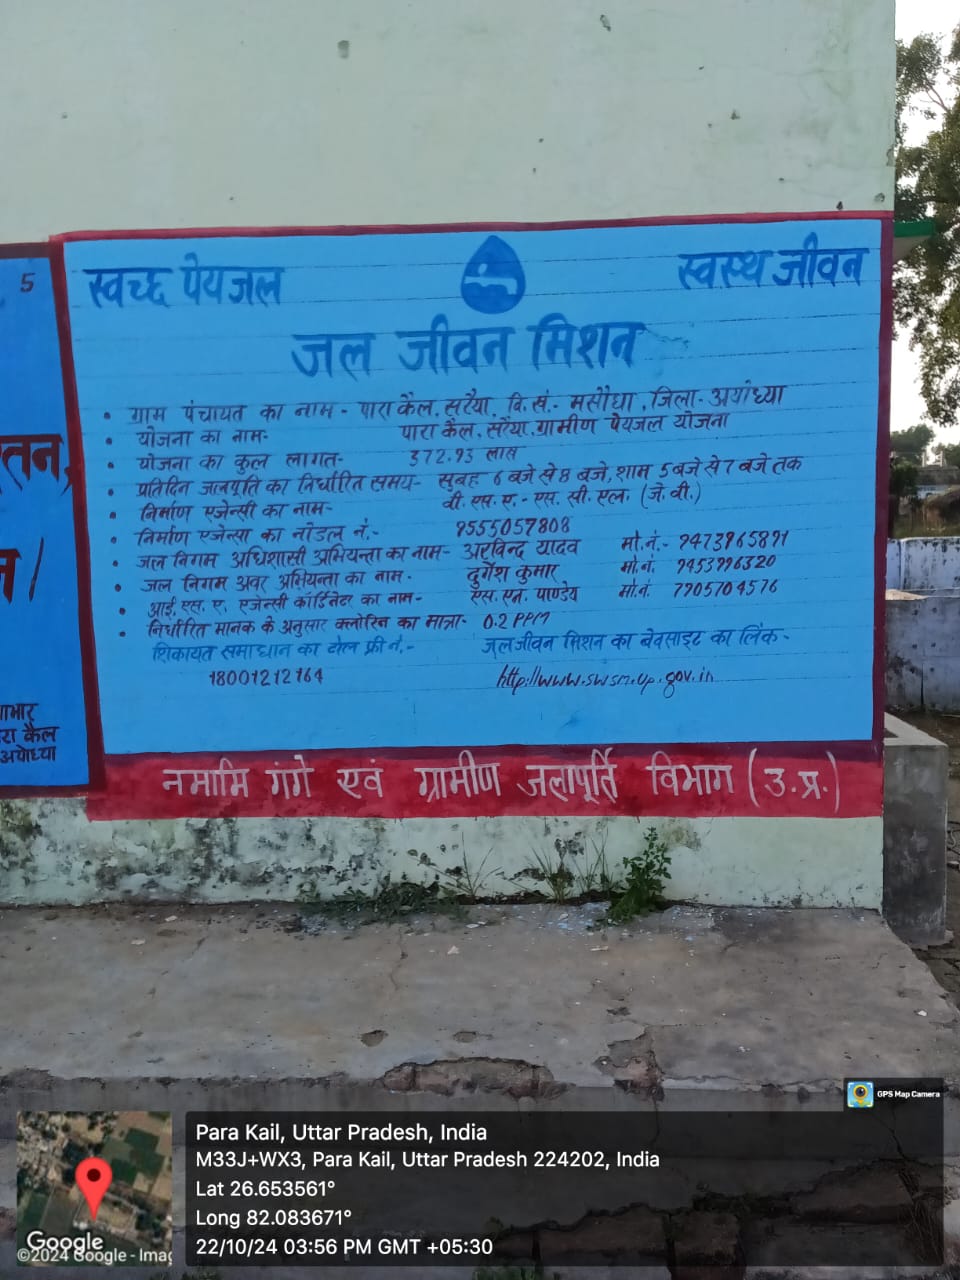 5
स्वच्छ पेयजल
स्वस्थ जीवन
जल जीवन मिशन
• ग्राम पंचायत का नाम- पारा कैल, सरैया, वि.खं.- मसौधा, जिला- अयोध्या
• योजना का नाम- पारा कैल, सरैया, ग्रामीण पेयजल योजना
• योजना का कुल लागत- 372.93 लाख
• प्रतिदिन जलपूर्ति का निर्धारित समय- सुबह 6 बजे से 8 बजे, शाम 5 बजे से 7 बजे तक
• निर्माण एजेन्सी का नाम- वी.एस.ए.- एस.सी.एल. (जे.वी.)
• निर्माण एजेन्सी का नोडल नं.- 9555057808
• जल निगम अधिशासी अभियन्ता का नाम- अरविन्द यादव मो.नं.-
• जल निगम अवर अभियन्ता का नाम- दुर्गेश कुमार मो.नं.
• आई.एस.ए. एजेन्सी कॉर्डिनेटर का नाम- एस.एन. पाण्डेय मो.नं. 7705704576
• निर्धारित मानक के अनुसार क्लोरिन का मात्रा- 0.2 PPM
शिकायत समाधान का टोल फ्री नं.- जल जीवन मिशन का वेवसाइट का लिंक-
18001212164 http://www.swsm.up.gov.in
नमामि गंगे एवं ग्रामीण जलापूर्ति विभाग (उ.प्र.)
कैल
अयोध्या
GPS Map Camera
Para Kail, Uttar Pradesh, India
M33J+WX3, Para Kail, Uttar Pradesh 224202, India
Lat 26.653561°
Long 82.083671°
22/10/24 03:56 PM GMT +05:30
Google
©2024 Google - Imag